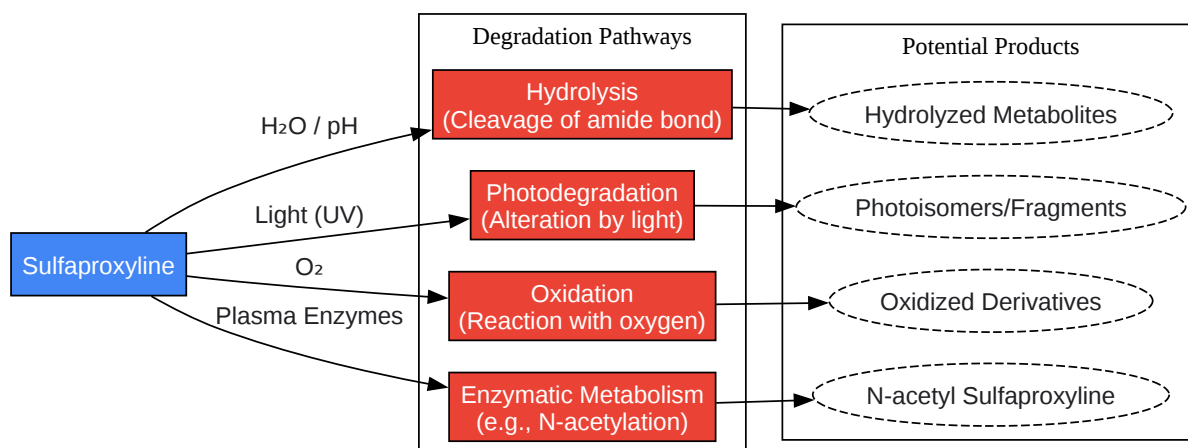 Degradation Pathways
Potential Products
Hydrolysis
(Cleavage of amide bond)
Hydrolyzed Metabolites
H₂O / pH
Photodegradation
(Alteration by light)
Photoisomers/Fragments
Light (UV)
Sulfaproxyline
O₂
Oxidation
(Reaction with oxygen)
Oxidized Derivatives
Plasma Enzymes
Enzymatic Metabolism
(e.g., N-acetylation)
N-acetyl Sulfaproxyline